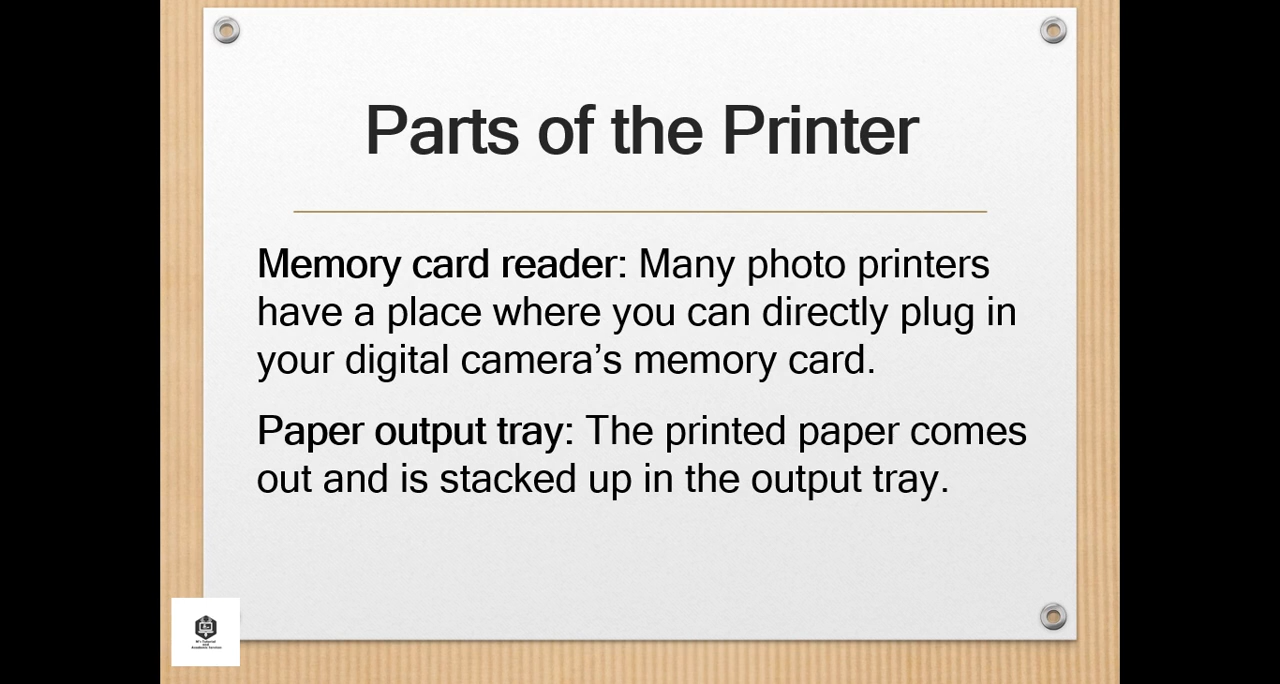 Parts of the Printer
Memory card reader: Many photo printers
have a place where you can directly plug in
your digital camera’s memory card.
Paper output tray: The printed paper comes
out and is stacked up in the output tray.
Academic Services